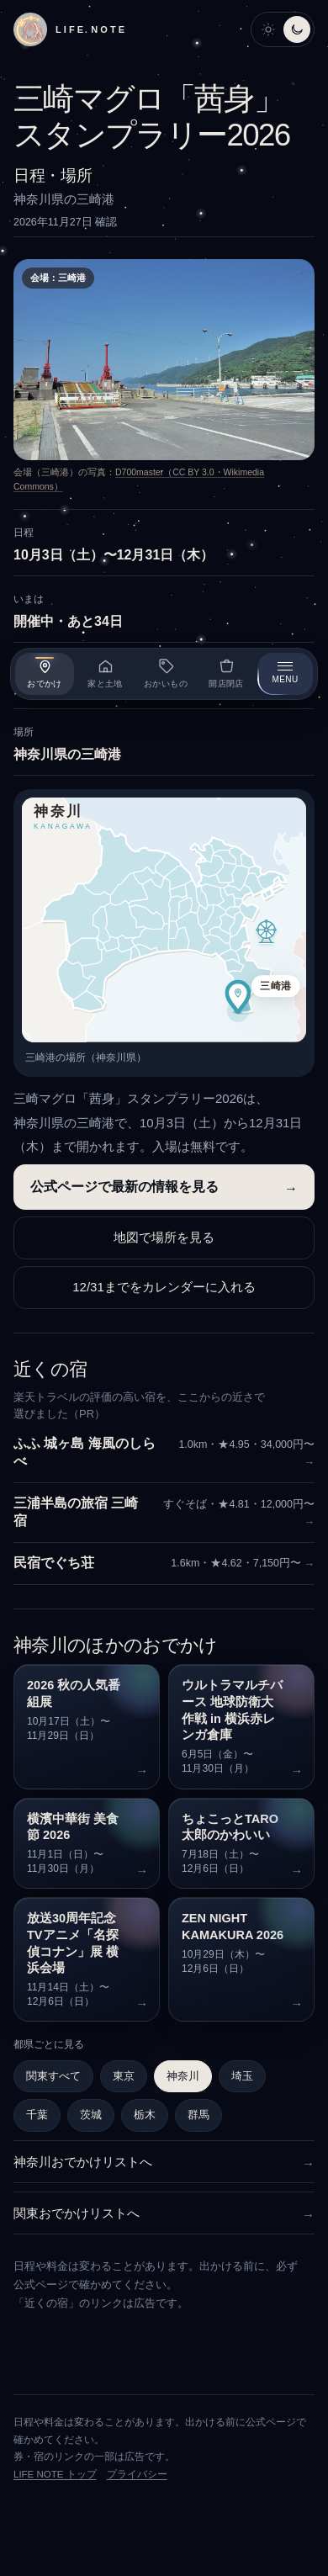 LIFE.NOTE
三崎マグロ「茜身」
スタンプラリー2026
日程・場所
神奈川県の三崎港
2026年11月27日 確認
会場：三崎港
会場（三崎港）の写真：D700master（CC BY 3.0・Wikimedia
Commons）
日程
10月3日（土）〜12月31日（木）
いまは
開催中・あと34日
おでかけ
家と土地
おかいもの
開店閉店
MENU
場所
神奈川県の三崎港
神奈川
KANAGAWA
三崎港
三崎港の場所（神奈川県）
三崎マグロ「茜身」スタンプラリー2026は、
神奈川県の三崎港で、10月3日（土）から12月31日
（木）まで開かれます。入場は無料です。
公式ページで最新の情報を見る →
地図で場所を見る
12/31までをカレンダーに入れる
近くの宿
楽天トラベルの評価の高い宿を、ここからの近さで
選びました（PR）
ふふ 城ヶ島 海風のしら
べ
1.0km・★4.95・34,000円〜
→
三浦半島の旅宿 三崎
宿
すぐそば・★4.81・12,000円〜
→
民宿でぐち荘
1.6km・★4.62・7,150円〜 →
神奈川のほかのおでかけ
2026 秋の人気番
組展
10月17日（土）〜
11月29日（日）
→
ウルトラマルチバ
ース 地球防衛大
作戦 in 横浜赤レ
ンガ倉庫
6月5日（金）〜
11月30日（月）
→
横濱中華街 美食
節 2026
11月1日（日）〜
11月30日（月）
→
ちょこっとTARO
太郎のかわいい
7月18日（土）〜
12月6日（日）
→
放送30周年記念
TVアニメ「名探
偵コナン」展 横
浜会場
11月14日（土）〜
12月6日（日）
→
ZEN NIGHT
KAMAKURA 2026
10月29日（木）〜
12月6日（日）
→
都県ごとに見る
関東すべて
東京
神奈川
埼玉
千葉
茨城
栃木
群馬
神奈川おでかけリストへ →
関東おでかけリストへ →
日程や料金は変わることがあります。出かける前に、必ず
公式ページで確かめてください。
「近くの宿」のリンクは広告です。
日程や料金は変わることがあります。出かける前に公式ページで
確かめてください。
券・宿のリンクの一部は広告です。
LIFE NOTE トップ プライバシー